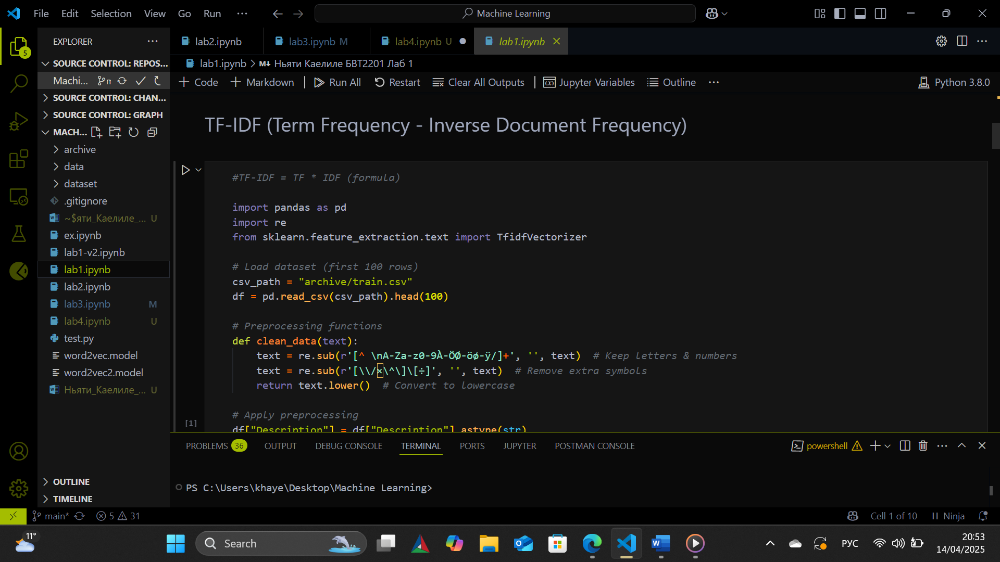 File Edit Selection View Go Run ··· Machine Learning
EXPLORER ···
SOURCE CONTROL: REPOS...
Machi...
SOURCE CONTROL: CHAN...
SOURCE CONTROL: GRAPH
MACH...
archive
data
dataset
.gitignore
~$яти_Каелиле_... U
ex.ipynb
lab1-v2.ipynb
lab1.ipynb
lab2.ipynb
lab3.ipynb M
lab4.ipynb U
test.py
word2vec.model
word2vec2.model
Ньяти_Каелиле_... U
OUTLINE
TIMELINE
5
lab2.ipynb lab3.ipynb M lab4.ipynb U lab1.ipynb
lab1.ipynb > M↓ Ньяти Каелиле БВТ2201 Лаб 1
+ Code + Markdown | Run All Restart Clear All Outputs | Jupyter Variables Outline ··· Python 3.8.0
TF-IDF (Term Frequency - Inverse Document Frequency)
#TF-IDF = TF * IDF (formula)
import pandas as pd
import re
from sklearn.feature_extraction.text import TfidfVectorizer
# Load dataset (first 100 rows)
csv_path = "archive/train.csv"
df = pd.read_csv(csv_path).head(100)
# Preprocessing functions
def clean_data(text):
text = re.sub(r'[^ \nA-Za-z0-9À-ÖØ-öø-ÿ/]+', '', text) # Keep letters & numbers
text = re.sub(r'[\\/×\^\]\[÷]', '', text) # Remove extra symbols
return text.lower() # Convert to lowercase
# Apply preprocessing
[1]
df["Description"] = df["Description"].astype(str)
PROBLEMS 36 OUTPUT DEBUG CONSOLE TERMINAL PORTS JUPYTER POSTMAN CONSOLE powershell
PS C:\Users\khaye\Desktop\Machine Learning>
main* 5 31 Cell 1 of 10 Ninja
11° Search РУС 20:53
14/04/2025